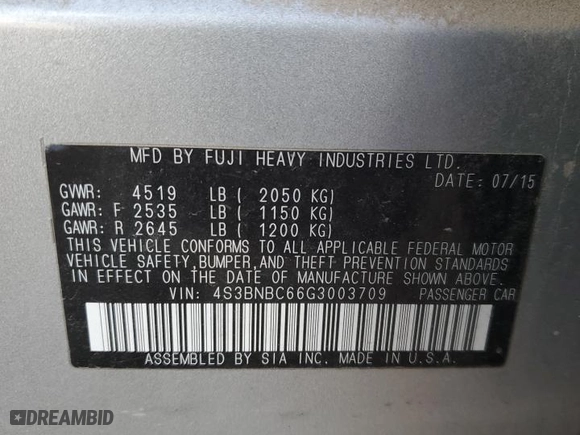 MFD BY FUJI HEAVY INDUSTRIES LTD.
DATE: 07/15
GVWR: 4519 LB ( 2050 KG)
GAWR: F 2535 LB ( 1150 KG)
GAWR: R 2645 LB ( 1200 KG)
THIS VEHICLE CONFORMS TO ALL APPLICABLE FEDERAL MOTOR
VEHICLE SAFETY, BUMPER, AND THEFT PREVENTION STANDARDS
IN EFFECT ON THE DATE OF MANUFACTURE SHOWN ABOVE.
VIN: 4S3BNBC66G3003709 PASSENGER CAR
ASSEMBLED BY SIA INC. MADE IN U.S.A.
DREAMBID